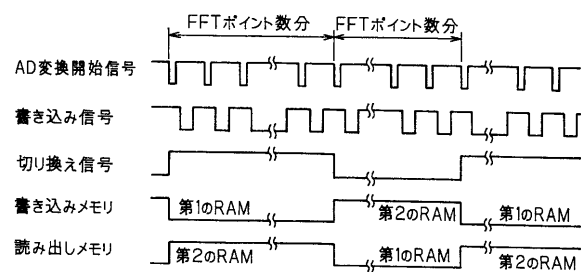 FFTポイント数分 FFTポイント数分
AD変換開始信号
書き込み信号
切り換え信号
書き込みメモリ 第1のRAM 第2のRAM 第1のRAM
読み出しメモリ 第2のRAM 第1のRAM 第2のRAM